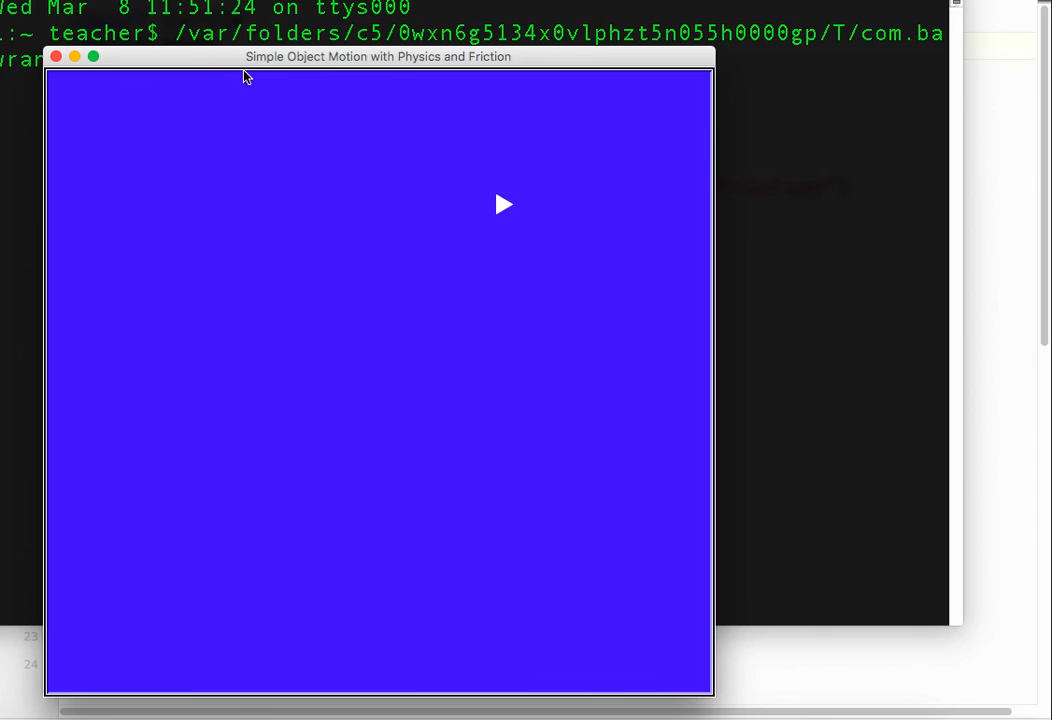 Wed Mar  8 11:51:24 on ttys000
:~ teacher$ /var/folders/c5/0wxn6g5134x0vlphzt5n055h0000gp/T/com.ba
wran
Simple Object Motion with Physics and Friction
23
24